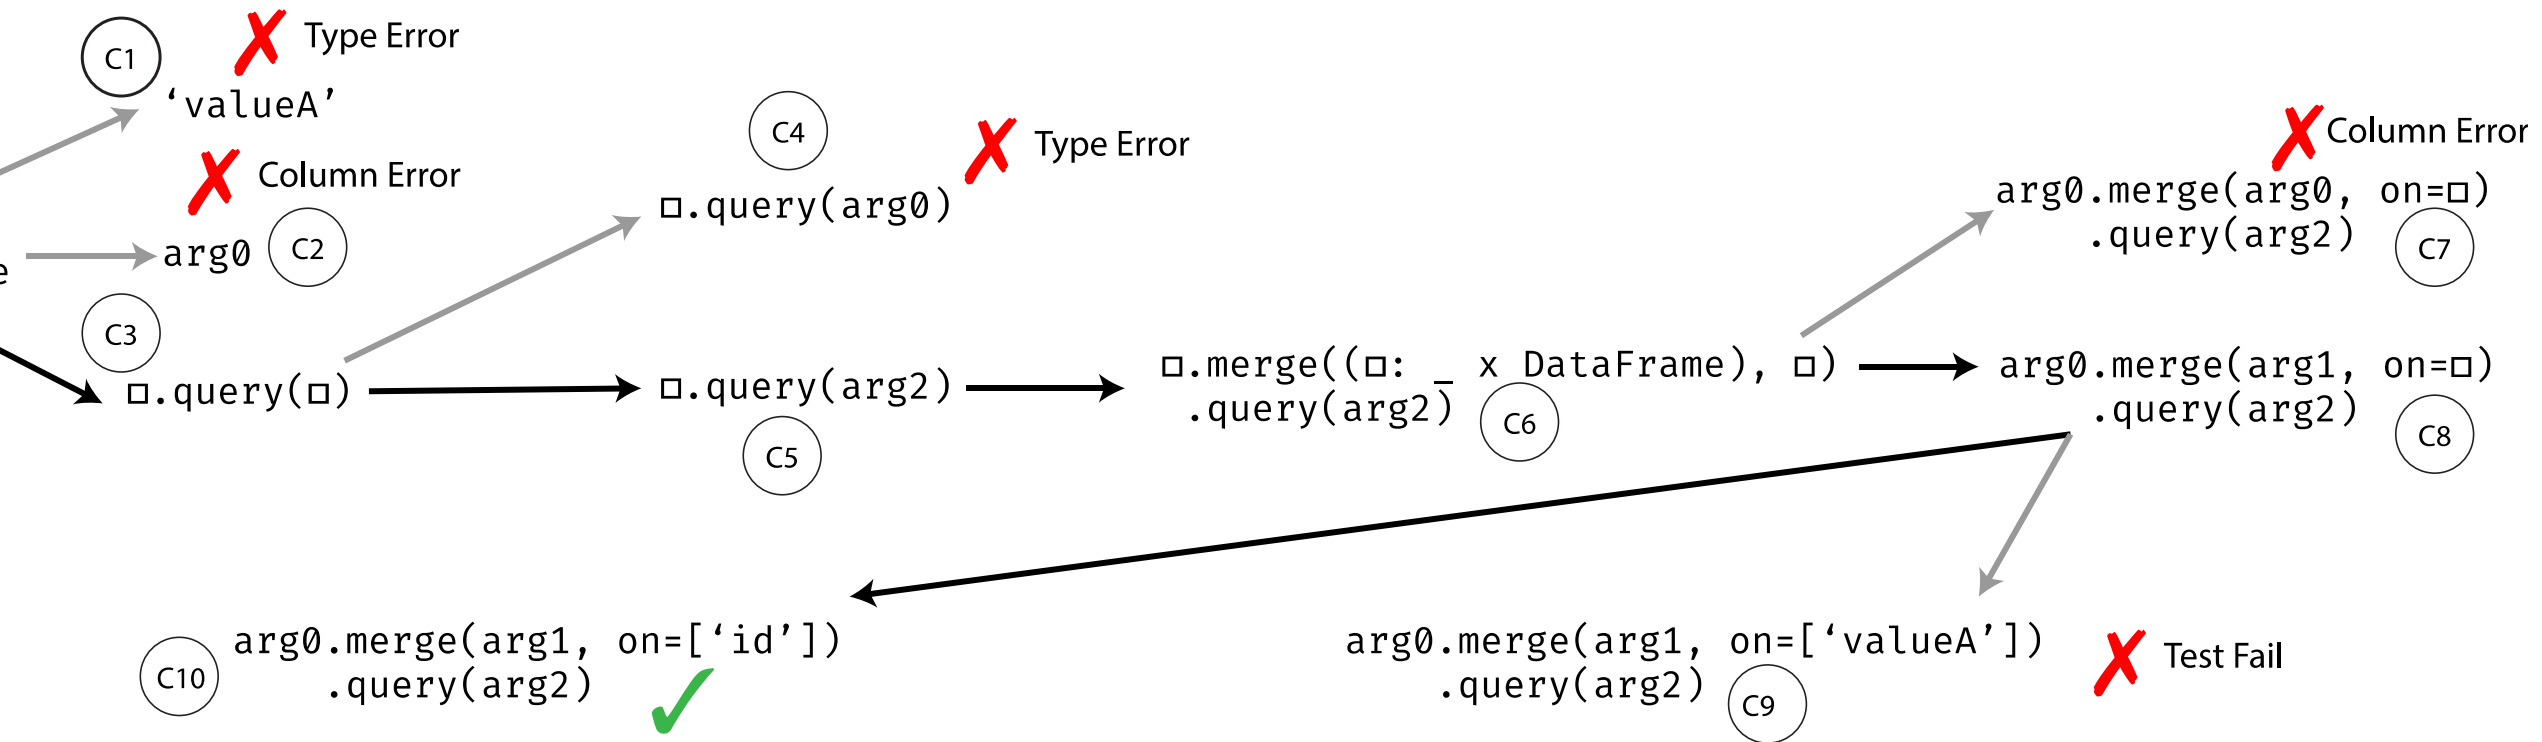 C1
Type Error
‘valueA’
Column Error
arg0
C2
e
C3
□.query(□)
C4
Type Error
□.query(arg0)
□.query(arg2)
C5
□.merge((□: _ x DataFrame), □)
.query(arg2)
C6
Column Error
arg0.merge(arg0, on=□)
.query(arg2)
C7
arg0.merge(arg1, on=□)
.query(arg2)
C8
C10
arg0.merge(arg1, on=[‘id’])
.query(arg2)
arg0.merge(arg1, on=[‘valueA’])
.query(arg2)
C9
Test Fail